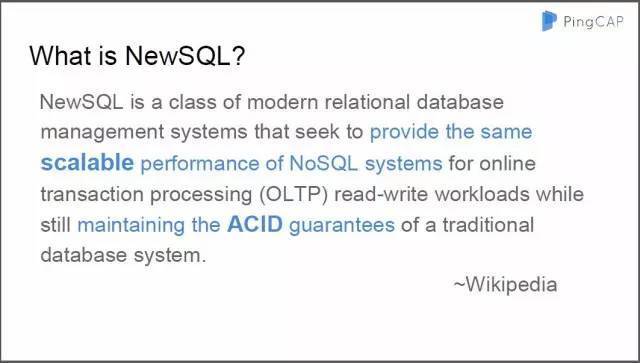 PingCAP
What is NewSQL?
NewSQL is a class of modern relational database
management systems that seek to provide the same
scalable performance of NoSQL systems for online
transaction processing (OLTP) read-write workloads while
still maintaining the ACID guarantees of a traditional
database system.
~Wikipedia